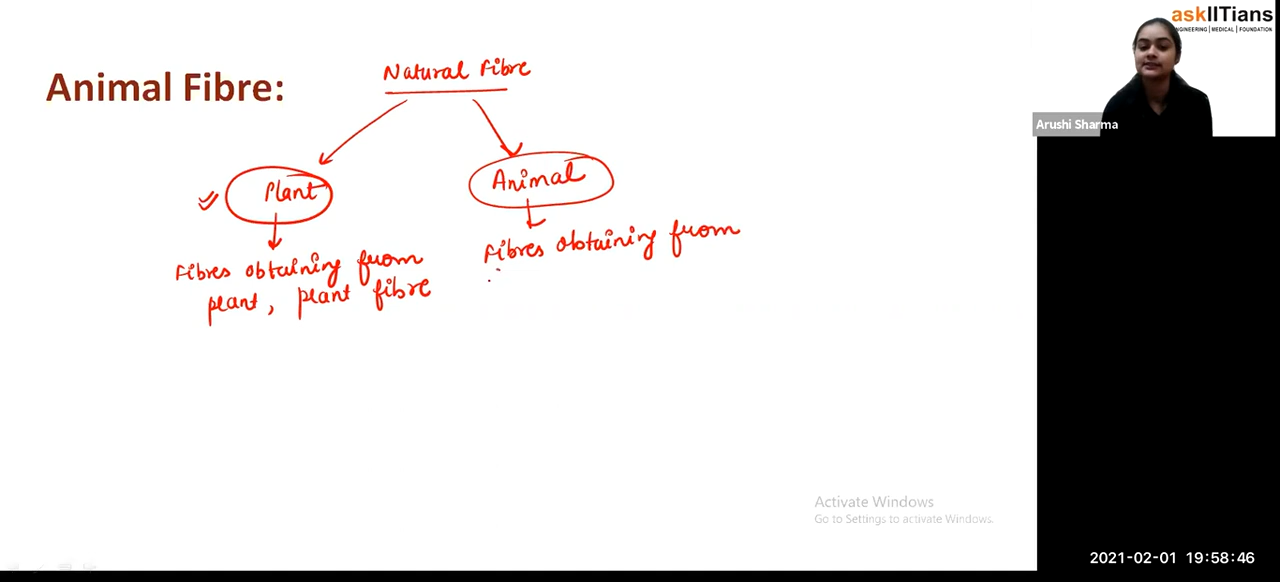 askIITians
ENGINEERING | MEDICAL | FOUNDATION
Arushi Sharma
Animal Fibre:
Natural Fibre
Plant
Animal
Fibres obtaining from
plant, plant fibre
Fibres obtaining from
Activate Windows
Go to Settings to activate Windows.
2021-02-01 19:58:46